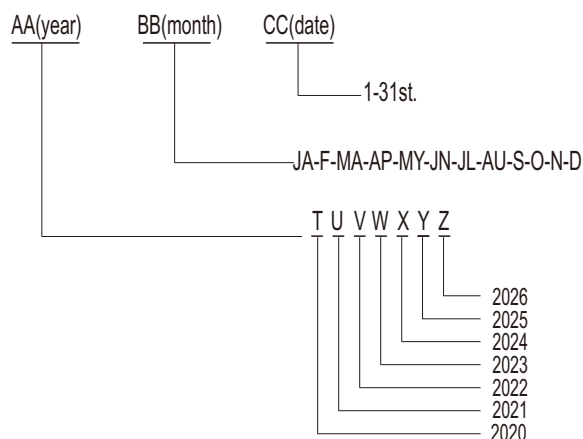 AA(year) BB(month) CC(date)
1-31st.
JA-F-MA-AP-MY-JN-JL-AU-S-O-N-D
T U V W X Y Z
2026
2025
2024
2023
2022
2021
2020